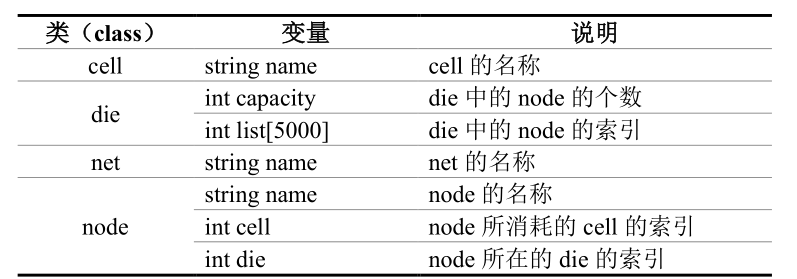 类（class） 变量 说明
cell string name cell 的名称
die int capacity die 中的 node 的个数
int list[5000] die 中的 node 的索引
net string name net 的名称
node string name node 的名称
int cell node 所消耗的 cell 的索引
int die node 所在的 die 的索引